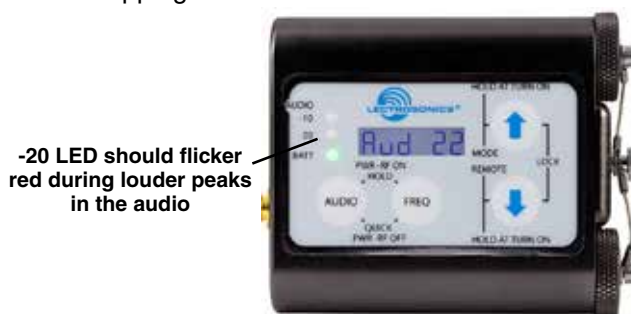 -20 LED should flicker
red during louder peaks
in the audio
HOLD AT TURN ON
AUDIO
-10
-20
BATT
LECTROSONICS®
Aud 22
PWR - RF ON
HOLD
AUDIO
FREQ
QUICK
PWR - RF OFF
MODE
REMOTE
LOCK
HOLD AT TURN ON